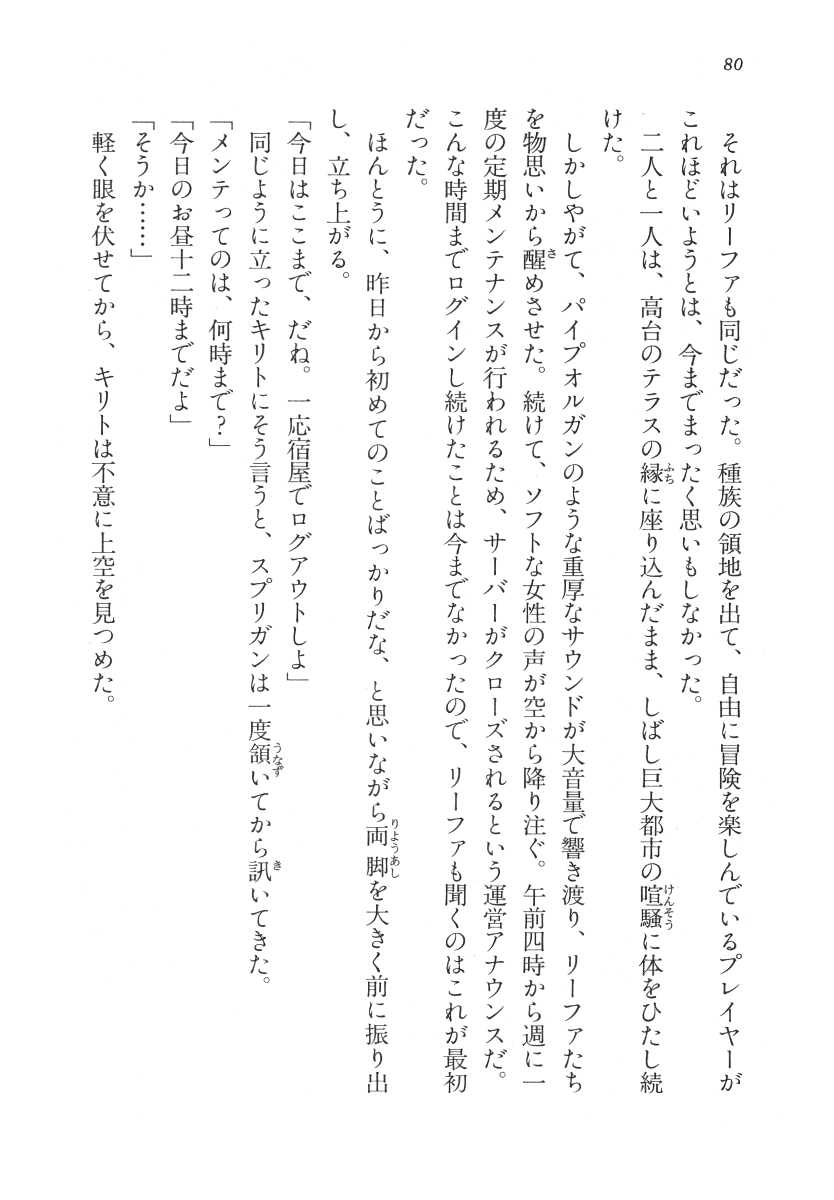 80
　それはリーファも同じだった。種族の領地を出て、自由に冒険を楽しんでいるプレイヤーが
これほどいようとは、今までまったく思いもしなかった。
　二人と一人は、高台のテラスの縁に座り込んだまま、しばし巨大都市の喧騒に体をひたし続
けた。
　しかしやがて、パイプオルガンのような重厚なサウンドが大音量で響き渡り、リーファたち
を物思いから醒めさせた。続けて、ソフトな女性の声が空から降り注ぐ。午前四時から週に一
度の定期メンテナンスが行われるため、サーバーがクローズされるという運営アナウンスだ。
こんな時間までログインし続けたことは今までなかったので、リーファも聞くのはこれが最初
だった。
　ほんとうに、昨日から初めてのことばっかりだな、と思いながら両脚を大きく前に振り出
し、立ち上がる。
「今日はここまで、だね。一応宿屋でログアウトしよ」
　同じように立ったキリトにそう言うと、スプリガンは一度頷いてから訊いてきた。
「メンテってのは、何時まで？」
「今日のお昼十二時までだよ」
「そうか……」
　軽く眼を伏せてから、キリトは不意に上空を見つめた。